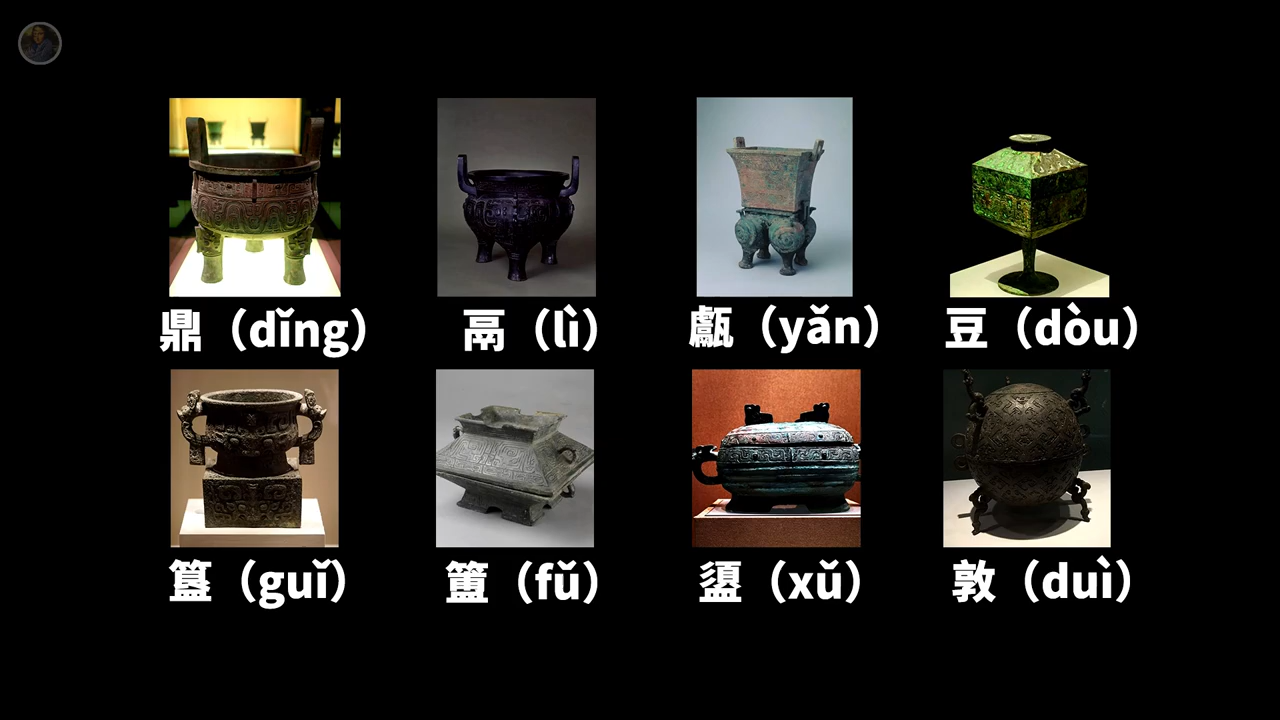 鼎（dǐng） 鬲（lì） 甗（yǎn） 豆（dòu）
簋（guǐ） 簠（fǔ） 盨（xǔ） 敦（duì）